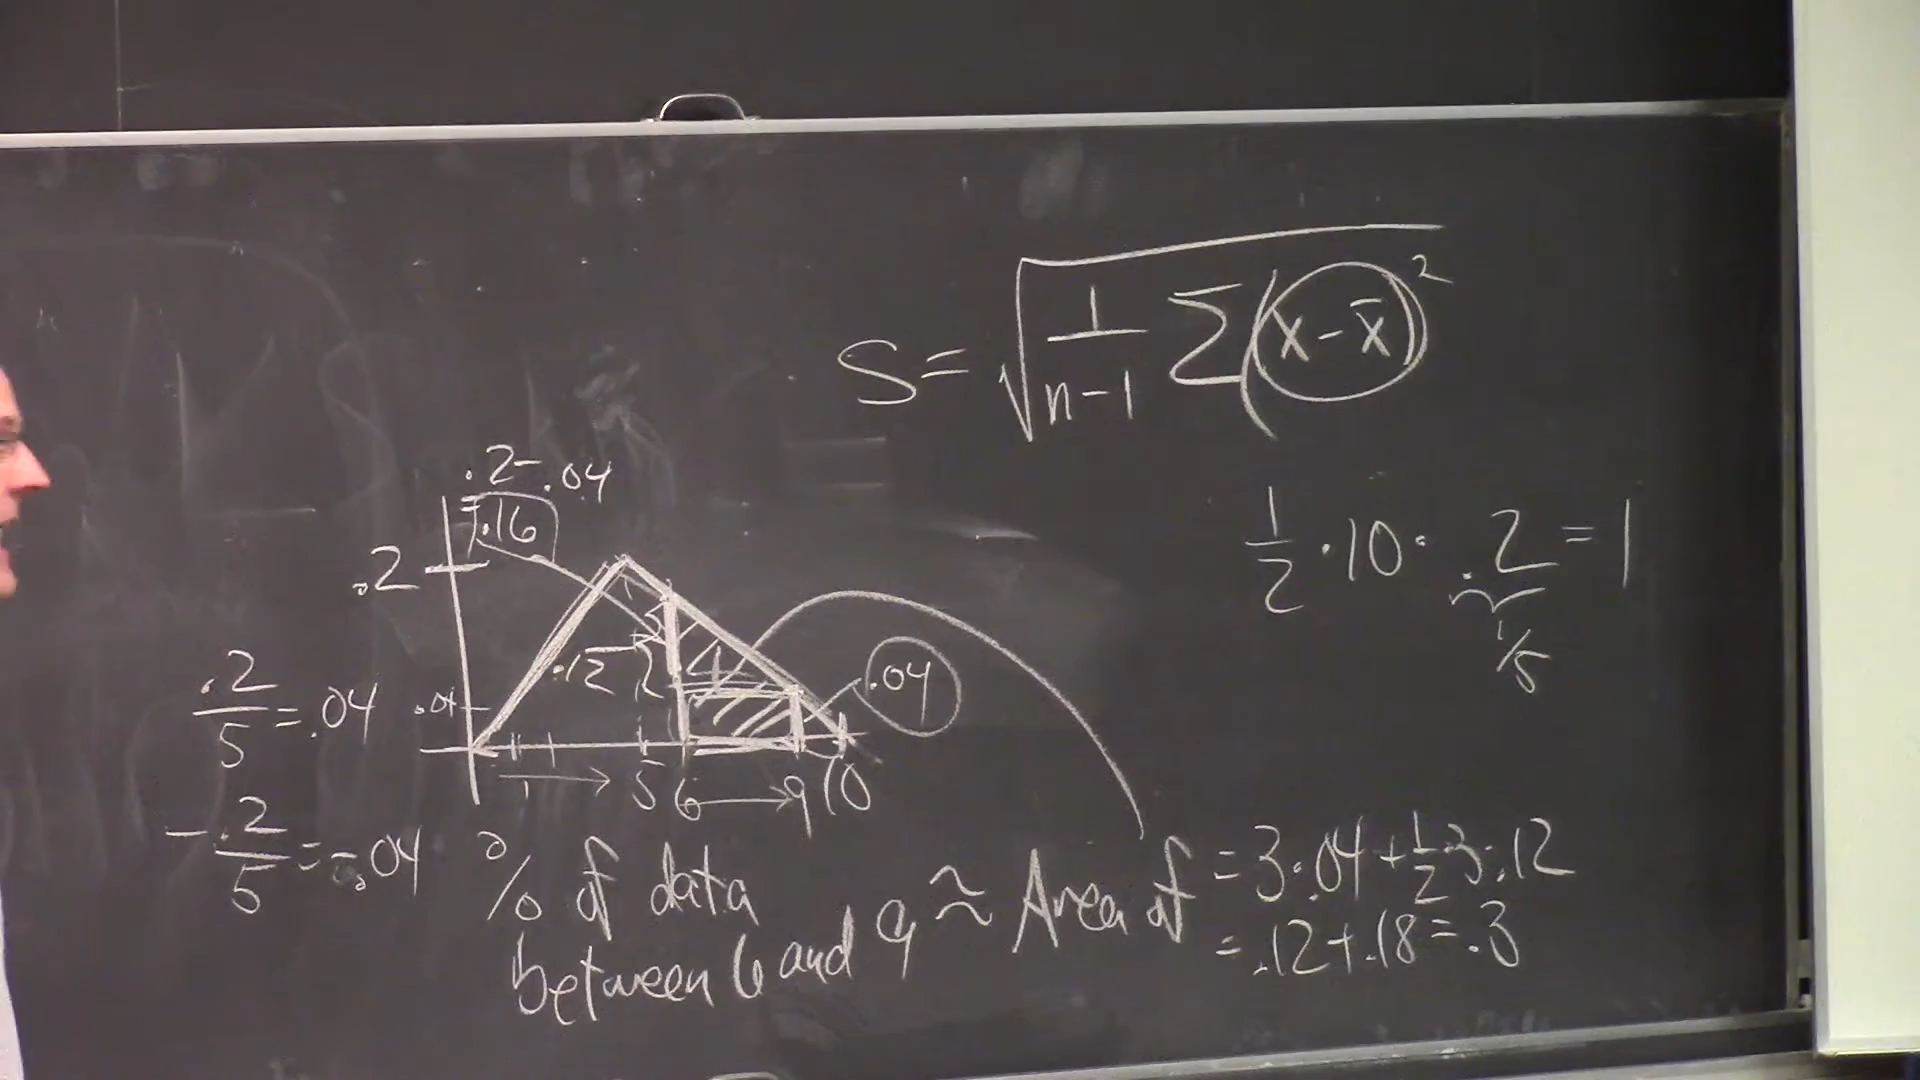 S = √(1/(n-1) Σ(x-x̄)²)
.2-.04
=.16
.2
.12
.04
.04
5 6 9 10
1/2 · 10 · .2 = 1
1/5
.2/5 = .04
-.2/5 = -.04
% of data
between 6 and 9 ≈ Area of = 3·.04 + 1/2·3·.12
= .12+.18 = .3